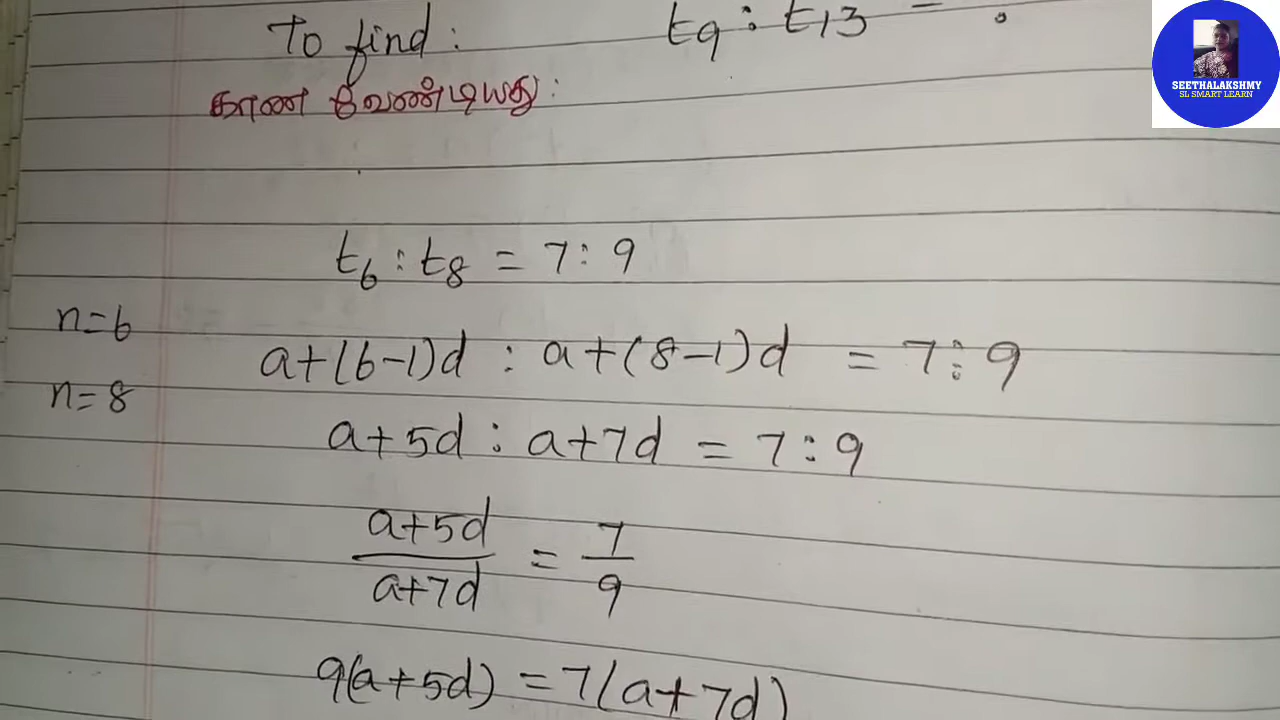 To find : t9 : t13 =
காண வேண்டியது :
t6 : t8 = 7 : 9
n=6
a+(6-1)d : a+(8-1)d = 7 : 9
n=8
a+5d : a+7d = 7 : 9
a+5d/a+7d = 7/9
9(a+5d) = 7(a+7d)
SEETHALAKSHMY
SL SMART LEARN